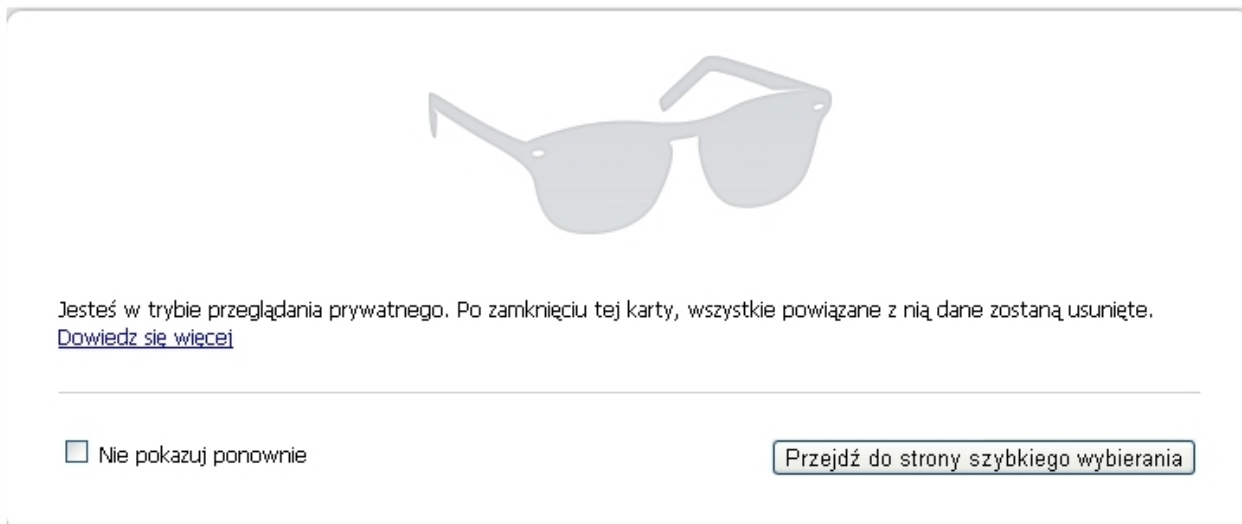 Jesteś w trybie przeglądania prywatnego. Po zamknięciu tej karty, wszystkie powiązane z nią dane zostaną usunięte.
Dowiedz się więcej
Nie pokazuj ponownie
Przejdź do strony szybkiego wybierania